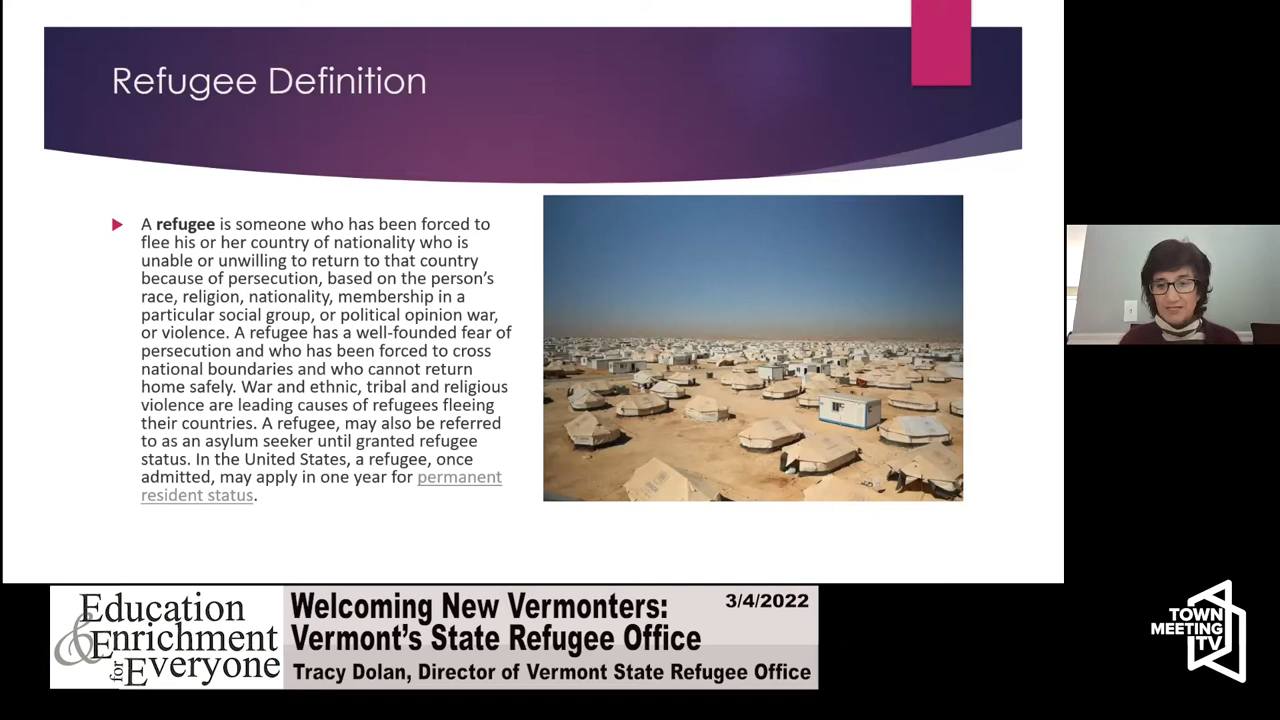 Refugee Definition
A refugee is someone who has been forced to
flee his or her country of nationality who is
unable or unwilling to return to that country
because of persecution, based on the person's
race, religion, nationality, membership in a
particular social group, or political opinion war,
or violence. A refugee has a well-founded fear of
persecution and who has been forced to cross
national boundaries and who cannot return
home safely. War and ethnic, tribal and religious
violence are leading causes of refugees fleeing
their countries. A refugee, may also be referred
to as an asylum seeker until granted refugee
status. In the United States, a refugee, once
admitted, may apply in one year for permanent
resident status.
Education
& Enrichment
for Everyone
Welcoming New Vermonters:
3/4/2022
Vermont's State Refugee Office
Tracy Dolan, Director of Vermont State Refugee Office
TOWN
MEETING
TV